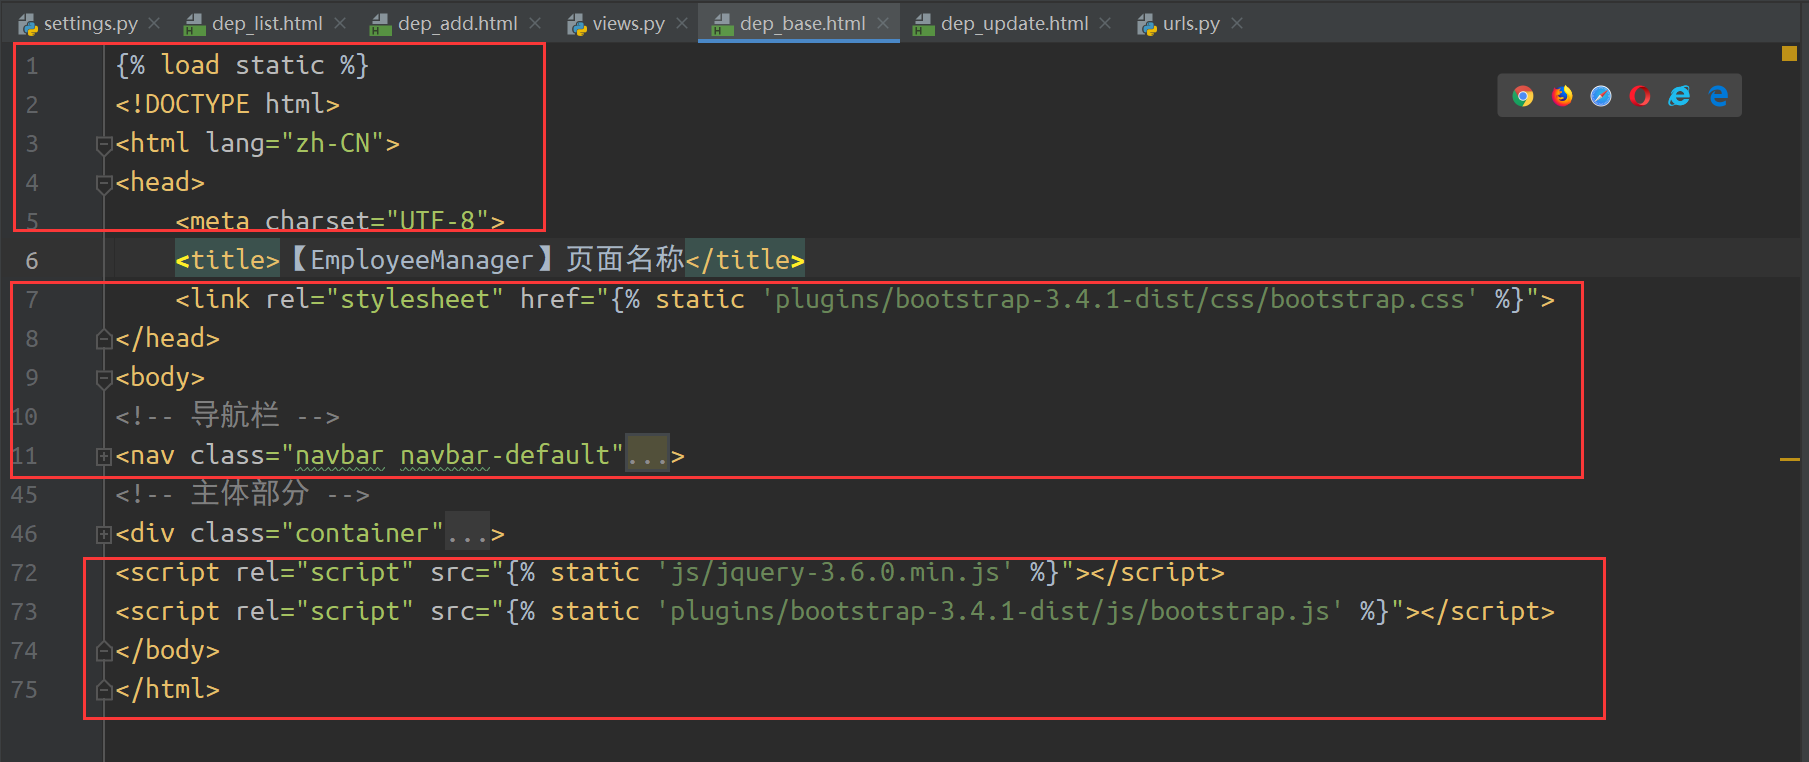 settings.py dep_list.html dep_add.html views.py dep_base.html dep_update.html urls.py
1 {% load static %}
2 <!DOCTYPE html>
3 <html lang="zh-CN">
4 <head>
5 <meta charset="UTF-8">
6 <title>【EmployeeManager】页面名称</title>
7 <link rel="stylesheet" href="{% static 'plugins/bootstrap-3.4.1-dist/css/bootstrap.css' %}">
8 </head>
9 <body>
10 <!-- 导航栏 -->
11 <nav class="navbar navbar-default"...>
45 <!-- 主体部分 -->
46 <div class="container"...>
72 <script rel="script" src="{% static 'js/jquery-3.6.0.min.js' %}"></script>
73 <script rel="script" src="{% static 'plugins/bootstrap-3.4.1-dist/js/bootstrap.js' %}"></script>
74 </body>
75 </html>